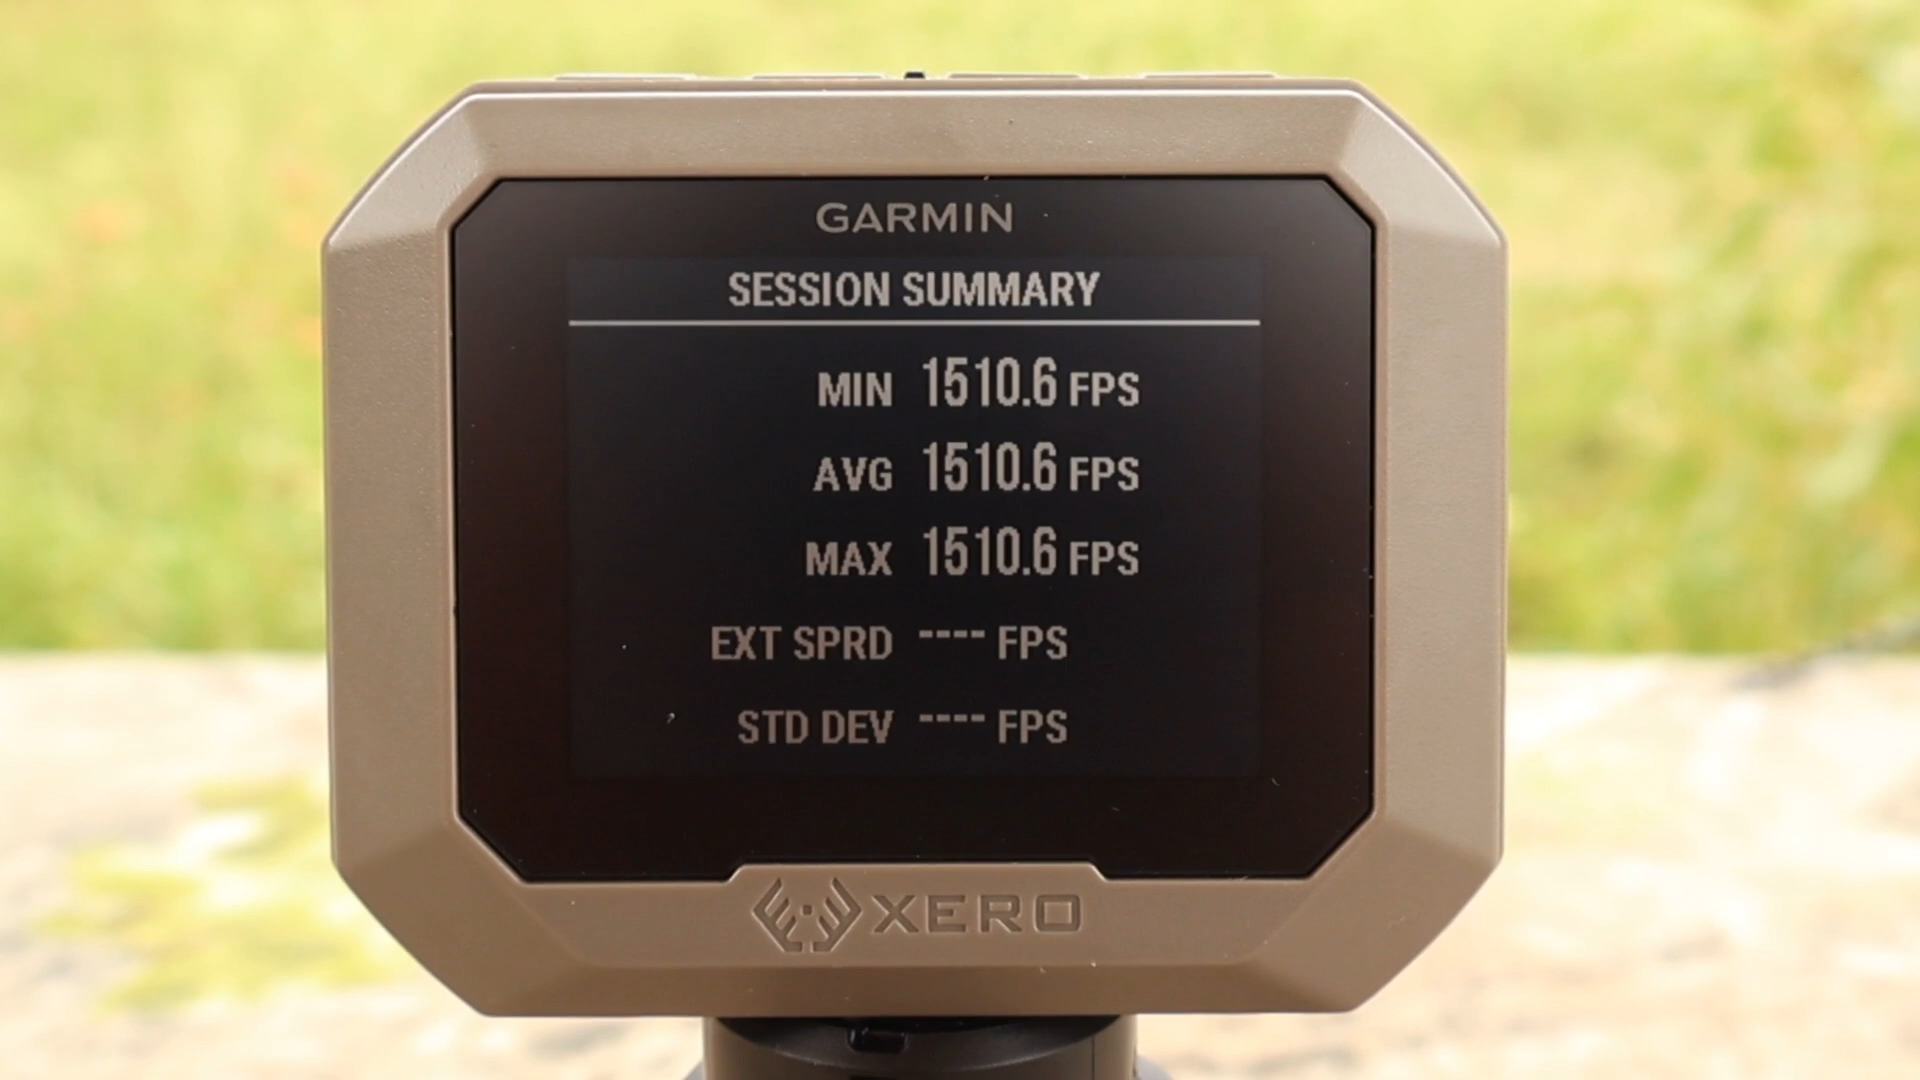 GARMIN
SESSION SUMMARY
MIN 1510.6 FPS
AVG 1510.6 FPS
MAX 1510.6 FPS
EXT SPRD ---- FPS
STD DEV ---- FPS
XERO